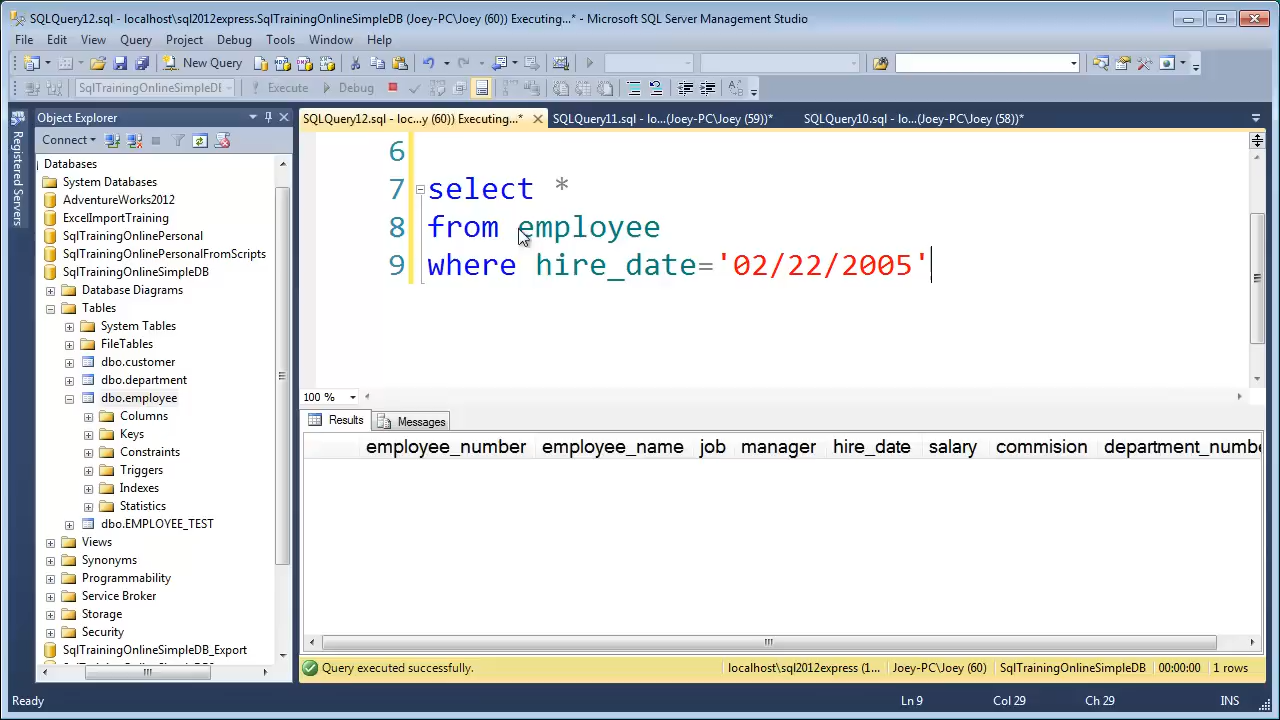 SQLQuery12.sql - localhost\sql2012express.SqlTrainingOnlineSimpleDB (Joey-PC\Joey (60)) Executing...* - Microsoft SQL Server Management Studio
File Edit View Query Project Debug Tools Window Help
New Query
SqlTrainingOnlineSimpleDB Execute Debug
Registered Servers
Object Explorer
Connect
Databases
System Databases
AdventureWorks2012
ExcelImportTraining
SqlTrainingOnlinePersonal
SqlTrainingOnlinePersonalFromScripts
SqlTrainingOnlineSimpleDB
Database Diagrams
Tables
System Tables
FileTables
dbo.customer
dbo.department
dbo.employee
Columns
Keys
Constraints
Triggers
Indexes
Statistics
dbo.EMPLOYEE_TEST
Views
Synonyms
Programmability
Service Broker
Storage
Security
SqlTrainingOnlineSimpleDB_Export
SQLQuery12.sql - loc...y (60)) Executing...* SQLQuery11.sql - lo...(Joey-PC\Joey (59))* SQLQuery10.sql - lo...(Joey-PC\Joey (58))*
6
7 select *
8 from employee
9 where hire_date='02/22/2005'
100 %
Results Messages
employee_number employee_name job manager hire_date salary commision department_numbe
Query executed successfully. localhost\sql2012express (1... Joey-PC\Joey (60) SqlTrainingOnlineSimpleDB 00:00:00 1 rows
Ready Ln 9 Col 29 Ch 29 INS